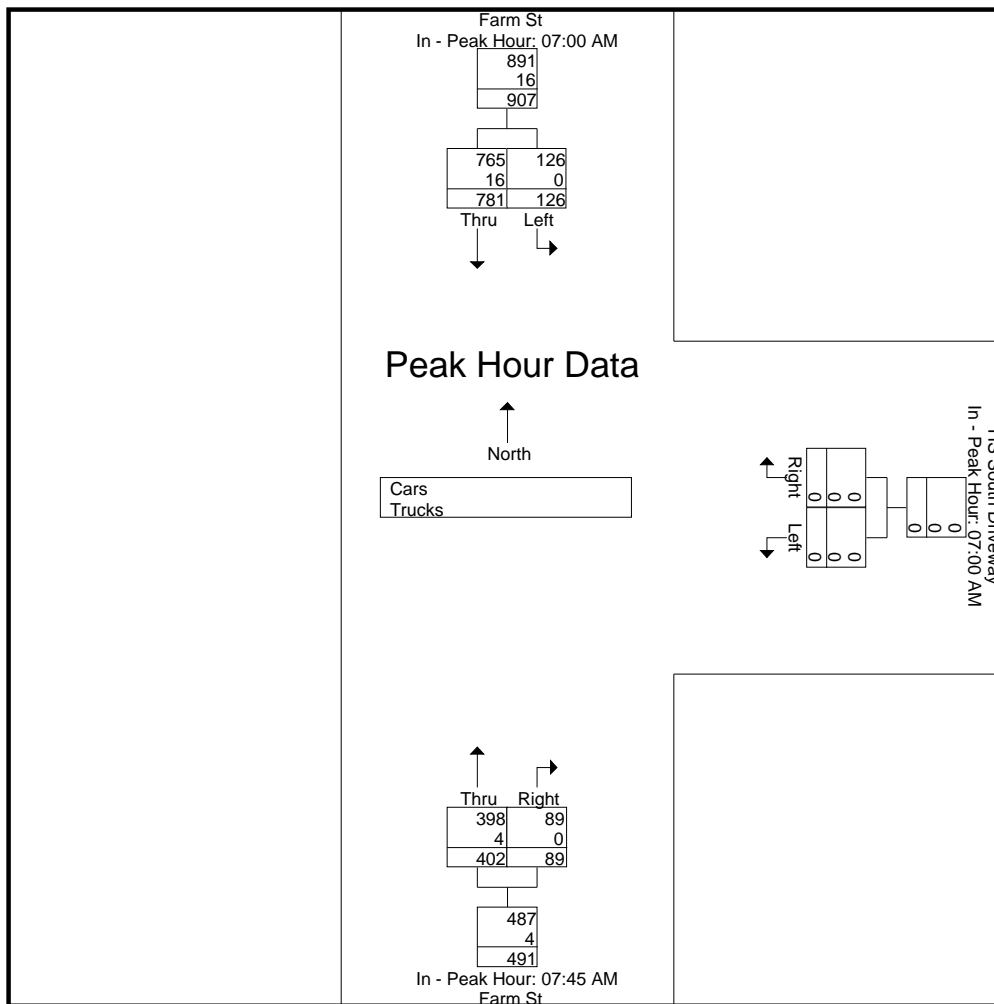 Farm St
In - Peak Hour: 07:00 AM
891
16
907
765 126
16 0
781 126
Thru Left
Peak Hour Data
North
Cars
Trucks
South Driveway
In - Peak Hour: 07:00 AM
0
0
0
Right
0
0
0
Left
0
0
0
Thru Right
398 89
4 0
402 89
487
4
491
In - Peak Hour: 07:45 AM
Farm St